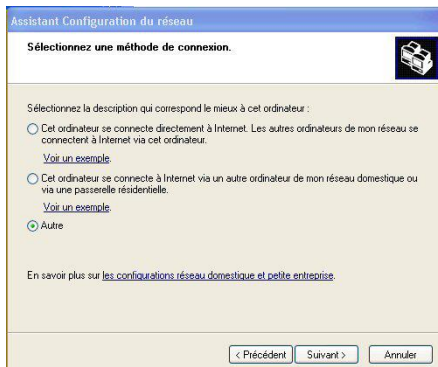 Assistant Configuration du réseau
Sélectionnez une méthode de connexion.
Sélectionnez la description qui correspond le mieux à cet ordinateur :
Cet ordinateur se connecte directement à Internet. Les autres ordinateurs de mon réseau se
connectent à Internet via cet ordinateur.
Voir un exemple.
Cet ordinateur se connecte à Internet via un autre ordinateur de mon réseau domestique ou
via une passerelle résidentielle.
Voir un exemple.
Autre
En savoir plus sur les configurations réseau domestique et petite entreprise.
< Précédent Suivant > Annuler